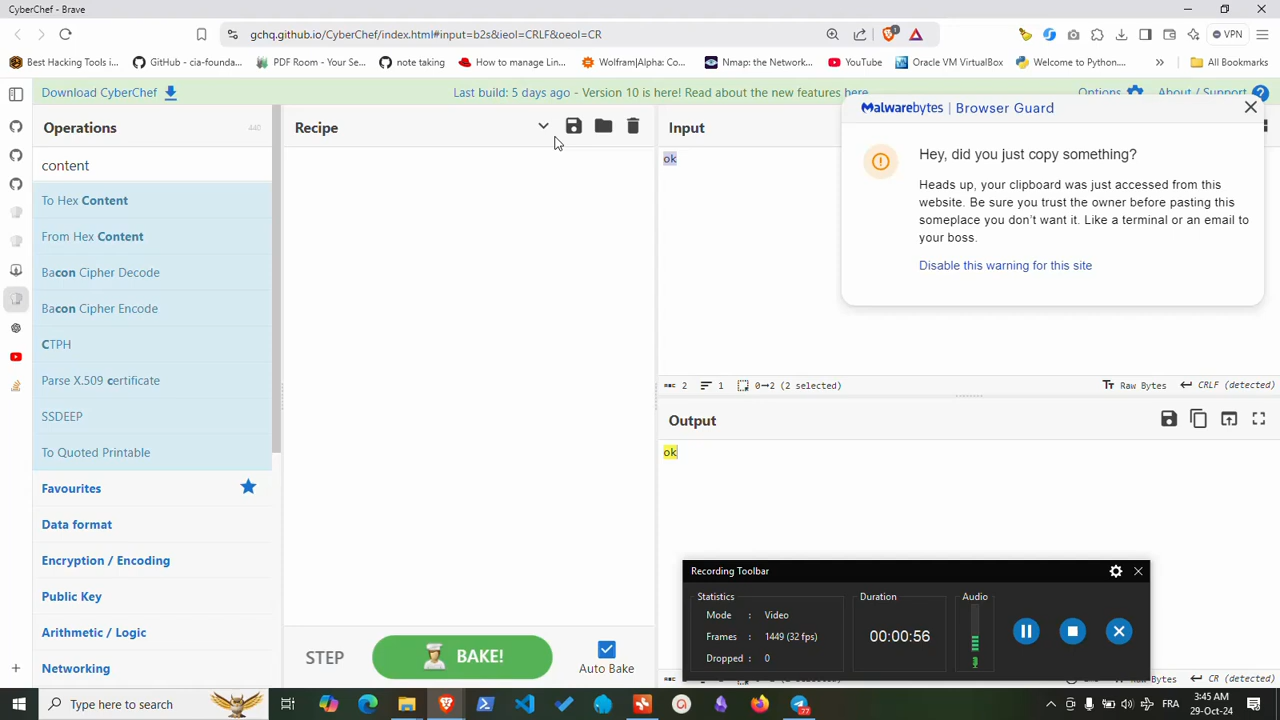 CyberChef - Brave
gchq.github.io/CyberChef/index.html#input=b2s&ieol=CRLF&oeol=CR
VPN
Best Hacking Tools i...
GitHub - cia-founda...
PDF Room - Your Se...
note taking
How to manage Lin...
Wolfram|Alpha: Co...
Nmap: the Network...
YouTube
Oracle VM VirtualBox
Welcome to Python....
»
All Bookmarks
Download CyberChef
Last build: 5 days ago - Version 10 is here! Read about the new features here
Options
About / Support
Operations
440
Recipe
Input
content
ok
To Hex Content
From Hex Content
Bacon Cipher Decode
Bacon Cipher Encode
CTPH
Parse X.509 certificate
SSDEEP
To Quoted Printable
Favourites
Data format
Encryption / Encoding
Public Key
Arithmetic / Logic
Networking
Malwarebytes | Browser Guard
Hey, did you just copy something?
Heads up, your clipboard was just accessed from this
website. Be sure you trust the owner before pasting this
someplace you don't want it. Like a terminal or an email to
your boss.
Disable this warning for this site
2
1
0→2 (2 selected)
Raw Bytes
CRLF (detected)
Output
ok
Recording Toolbar
Statistics
Duration
Audio
Mode : Video
Frames : 1449 (32 fps)
Dropped : 0
00:00:56
STEP
BAKE!
Auto Bake
Raw Bytes
CR (detected)
Type here to search
77
FRA
3:45 AM
29-Oct-24